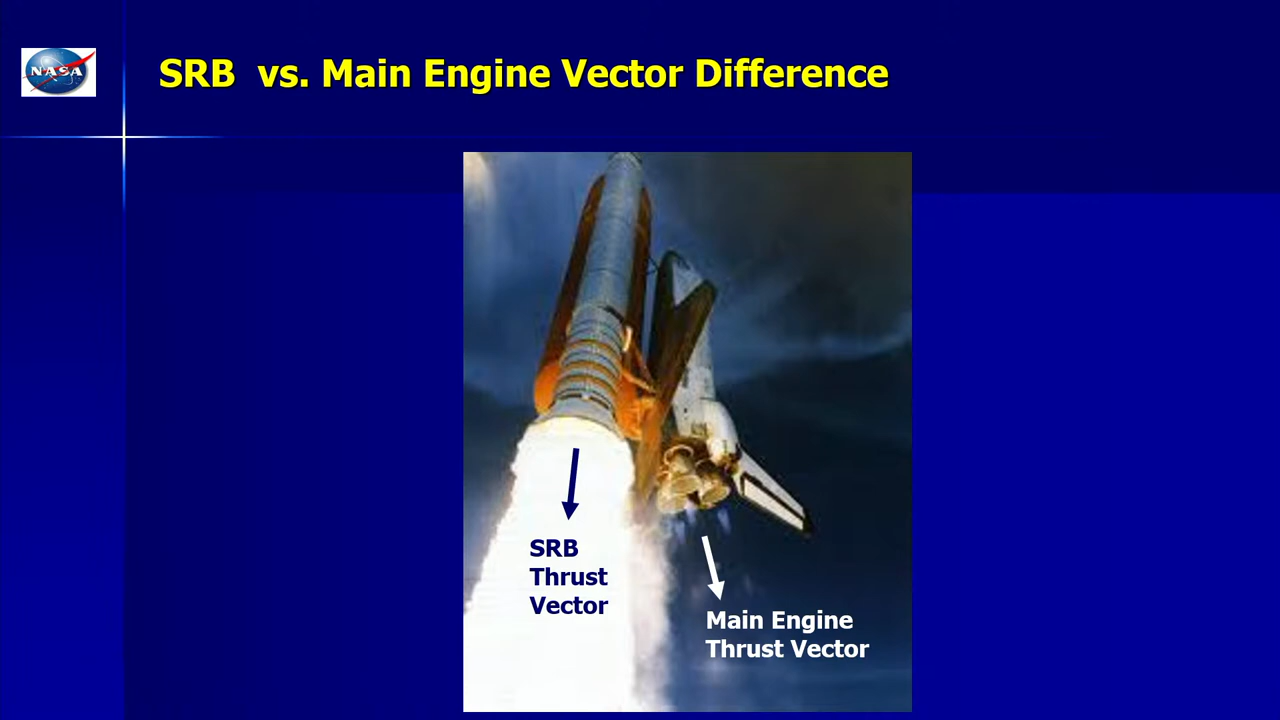 NASA
SRB  vs. Main Engine Vector Difference
SRB
Thrust
Vector
Main Engine
Thrust Vector